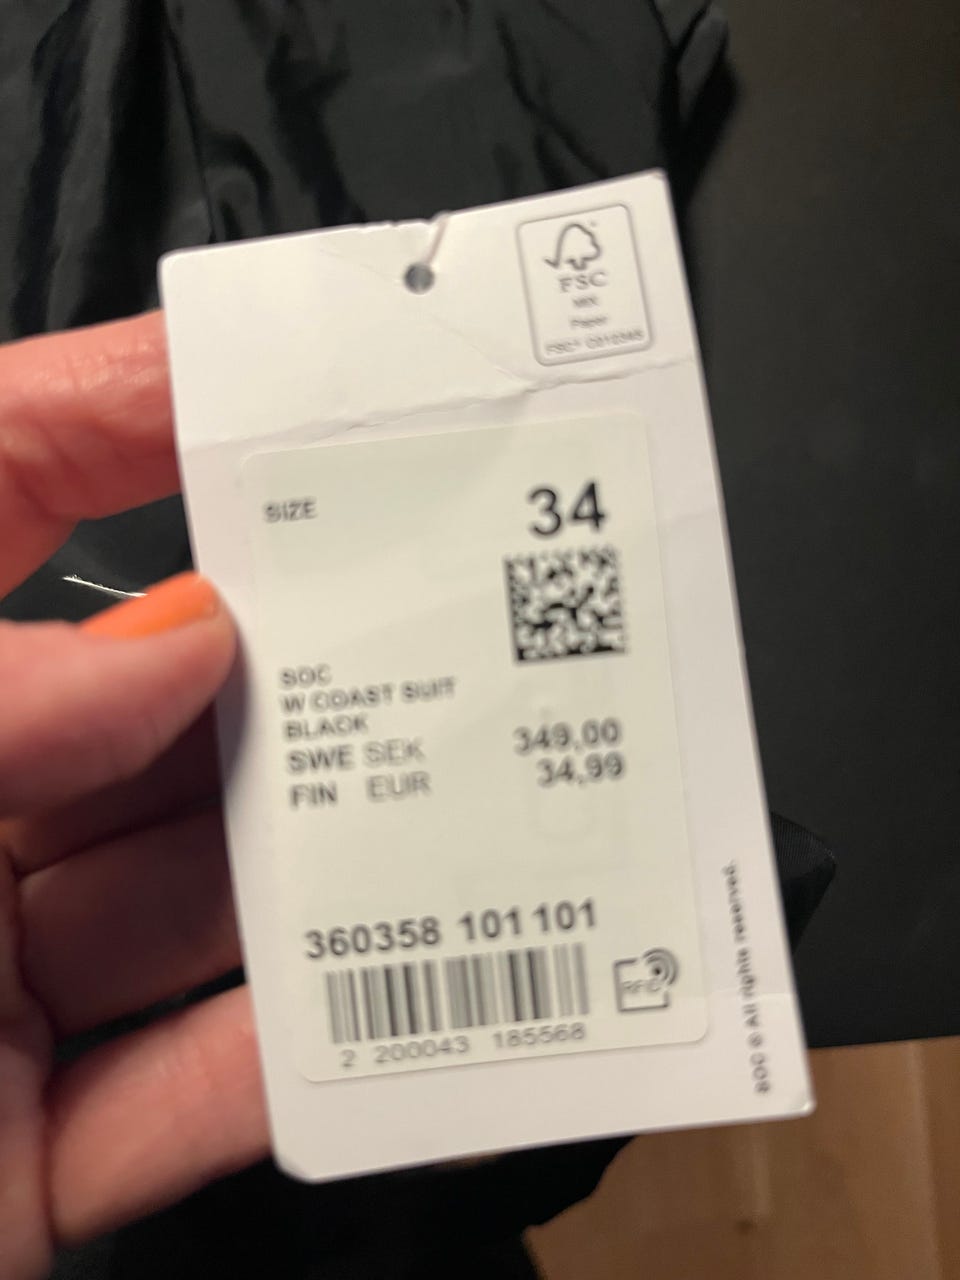 FSC
MIX
Paper
SIZE
34
SOC
W COAST SUIT
BLACK
SWE SEK 349,00
FIN EUR 34,99
360358 101 101
RFID
2 200043 185568
SOC © All rights reserved.